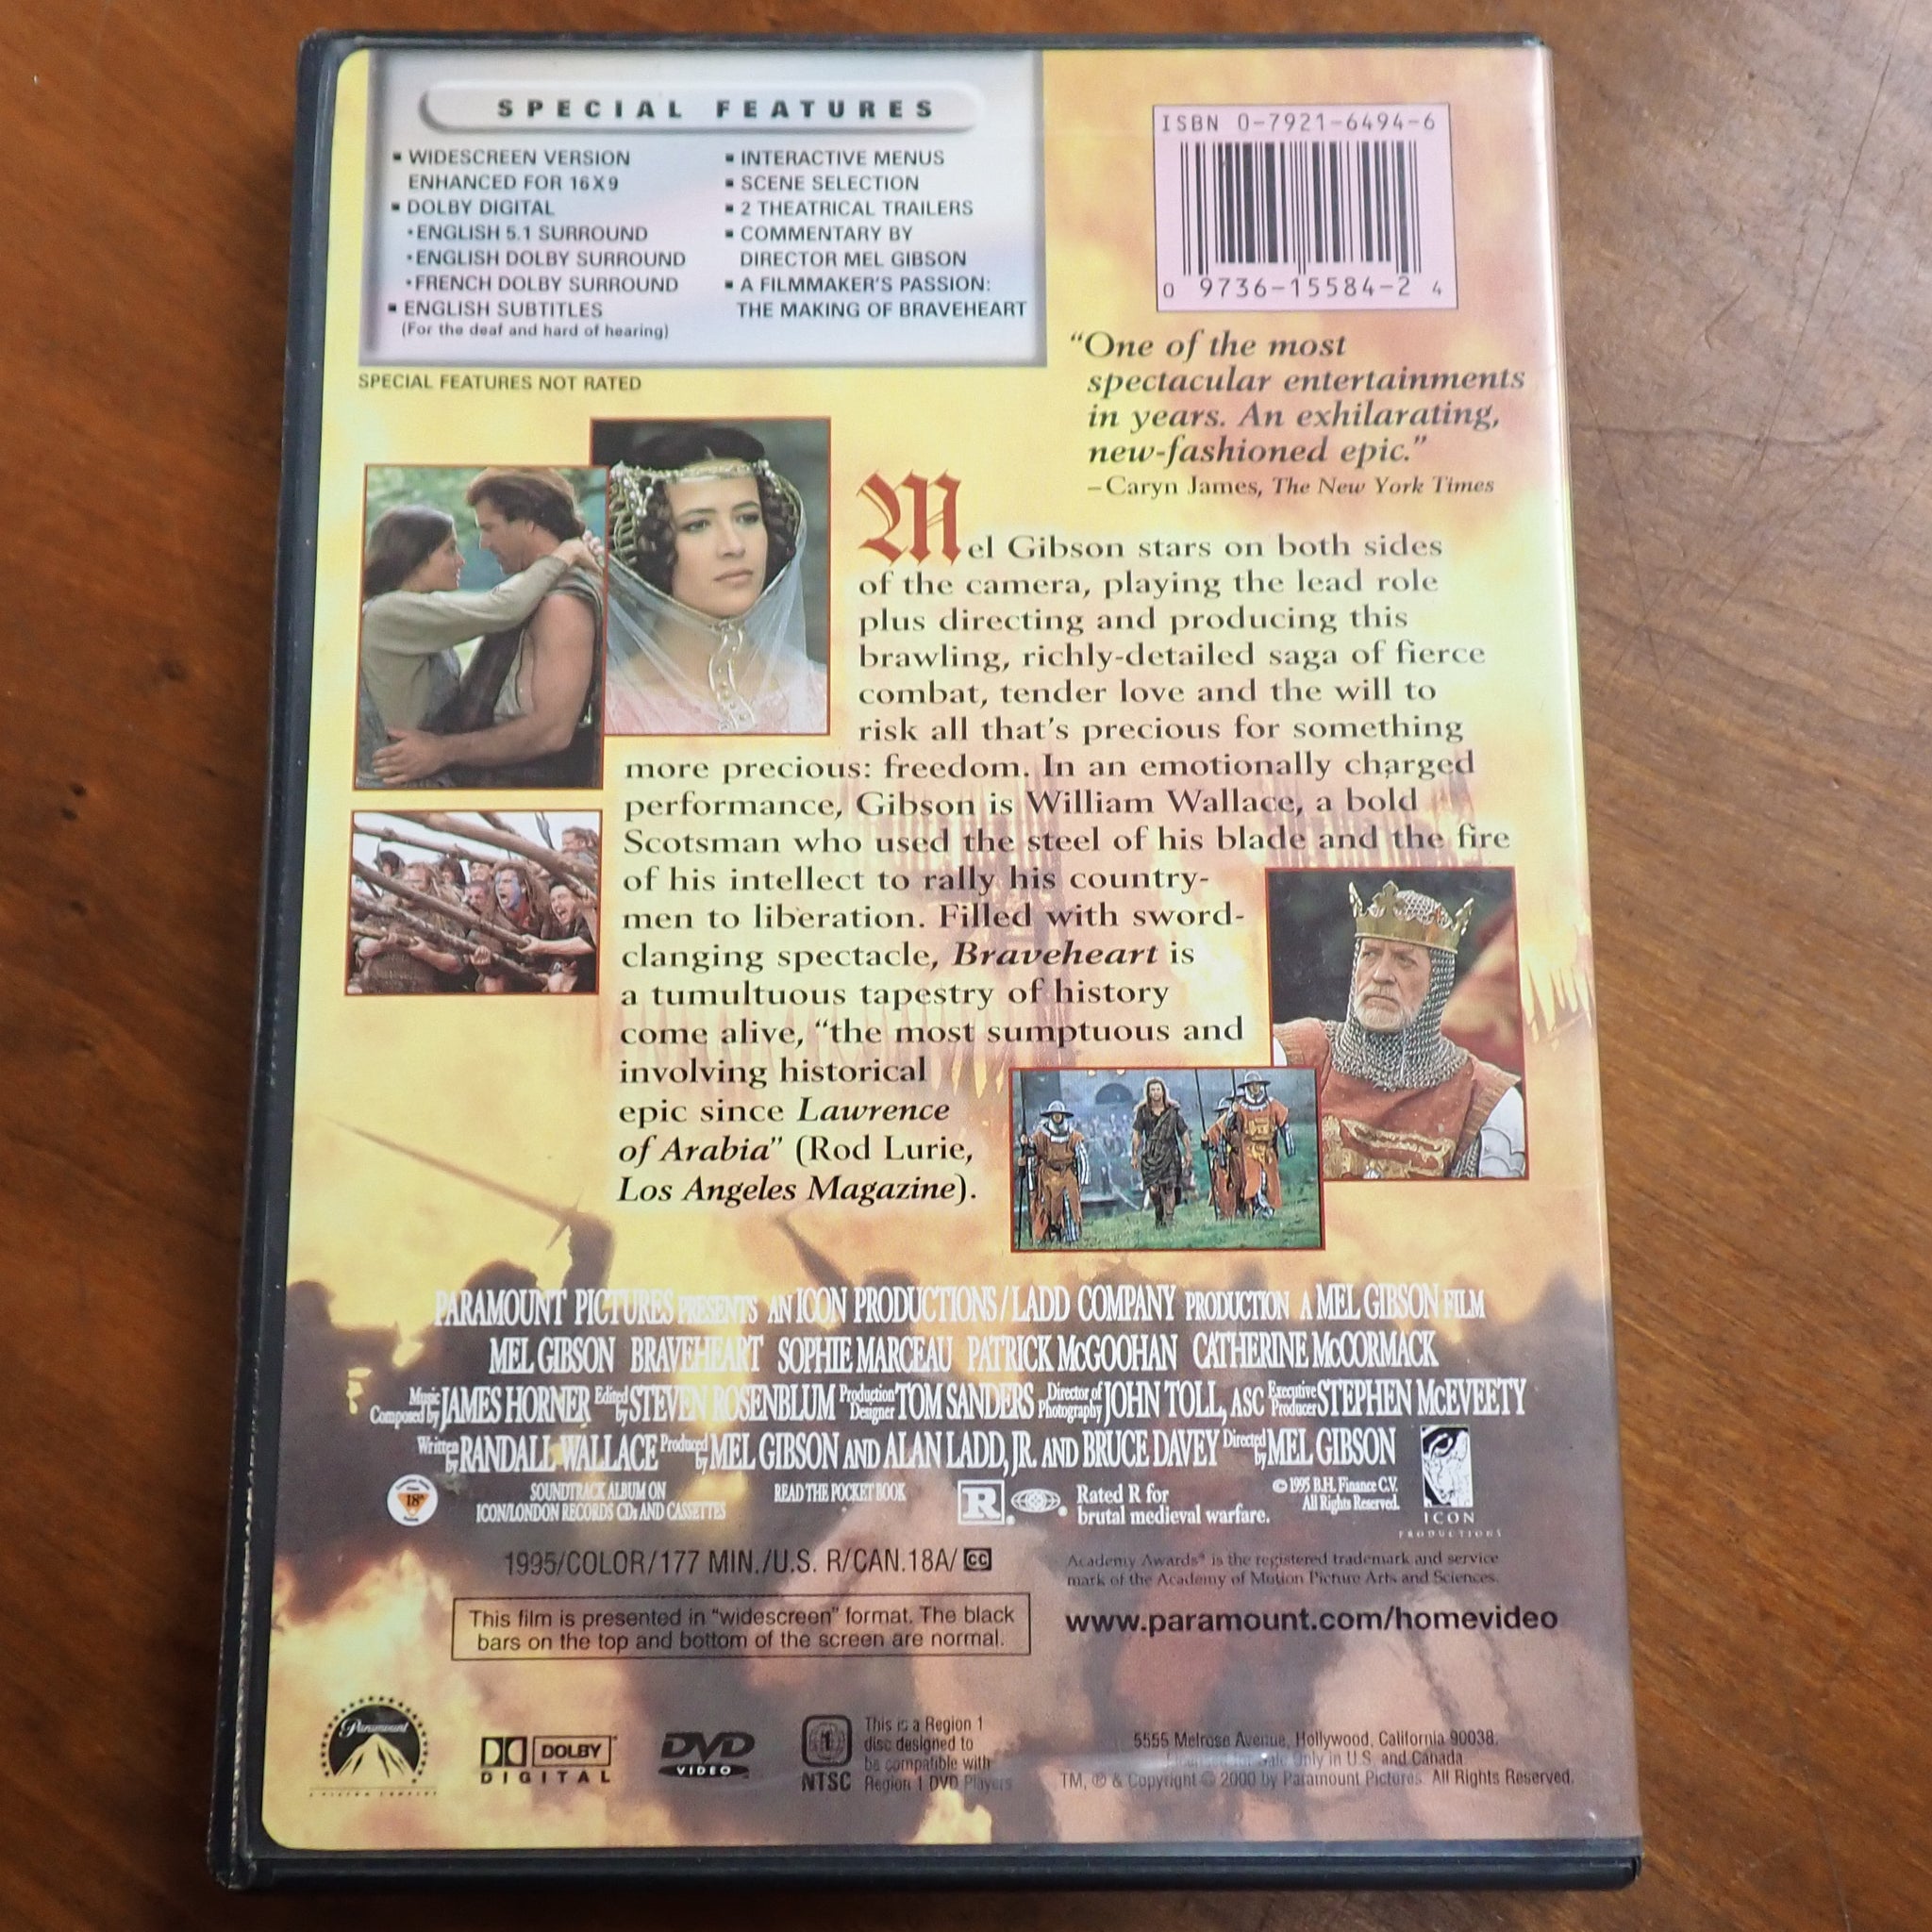 SPECIAL FEATURES
▪ WIDESCREEN VERSION
ENHANCED FOR 16X9
▪ DOLBY DIGITAL
•ENGLISH 5.1 SURROUND
•ENGLISH DOLBY SURROUND
•FRENCH DOLBY SURROUND
▪ ENGLISH SUBTITLES
(For the deaf and hard of hearing)
▪ INTERACTIVE MENUS
▪ SCENE SELECTION
▪ 2 THEATRICAL TRAILERS
▪ COMMENTARY BY
DIRECTOR MEL GIBSON
▪ A FILMMAKER'S PASSION:
THE MAKING OF BRAVEHEART
SPECIAL FEATURES NOT RATED
ISBN 0-7921-6494-6
0 9736-15584-2 4
“One of the most
spectacular entertainments
in years. An exhilarating,
new-fashioned epic.”
–Caryn James, The New York Times
Mel Gibson stars on both sides
of the camera, playing the lead role
plus directing and producing this
brawling, richly-detailed saga of fierce
combat, tender love and the will to
risk all that's precious for something
more precious: freedom. In an emotionally charged
performance, Gibson is William Wallace, a bold
Scotsman who used the steel of his blade and the fire
of his intellect to rally his country-
men to liberation. Filled with sword-
clanging spectacle, Braveheart is
a tumultuous tapestry of history
come alive, “the most sumptuous and
involving historical
epic since Lawrence
of Arabia” (Rod Lurie,
Los Angeles Magazine).
PARAMOUNT PICTURES PRESENTS AN ICON PRODUCTIONS/LADD COMPANY PRODUCTION A MEL GIBSON FILM
MEL GIBSON BRAVEHEART SOPHIE MARCEAU PATRICK McGOOHAN CATHERINE McCORMACK
Music Composed by JAMES HORNER Edited by STEVEN ROSENBLUM Production Designer TOM SANDERS Director of Photography JOHN TOLL, ASC Executive Producer STEPHEN McEVEETY
Written by RANDALL WALLACE Produced by MEL GIBSON AND ALAN LADD, JR. AND BRUCE DAVEY Directed by MEL GIBSON
18A
SOUNDTRACK ALBUM ON
ICON/LONDON RECORDS CDs AND CASSETTES
READ THE POCKET BOOK
R
Rated R for
brutal medieval warfare.
© 1995 B.H. Finance C.V.
All Rights Reserved.
ICON
PRODUCTIONS
1995/COLOR/177 MIN./U.S. R/CAN.18A/ CC
Academy Awards® is the registered trademark and service
mark of the Academy of Motion Picture Arts and Sciences.
This film is presented in “widescreen” format. The black
bars on the top and bottom of the screen are normal.
www.paramount.com/homevideo
Paramount
DOLBY
DIGITAL
DVD
VIDEO
1
NTSC
This is a Region 1
disc designed to
be compatible with
Region 1 DVD Players
5555 Melrose Avenue, Hollywood, California 90038.
Only in U.S. and Canada.
TM, ® & Copyright © 2000 by Paramount Pictures. All Rights Reserved.